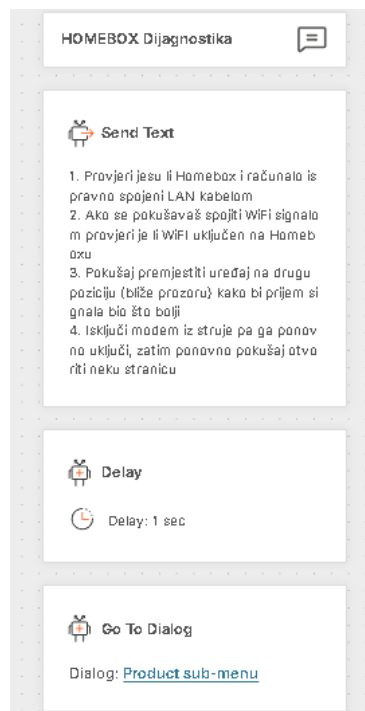 HOMEBOX Dijagnostika
Send Text
1. Provjeri jesu li Homebox i računalo is
pravno spojeni LAN kabelom
2. Ako se pokušavaš spojiti WiFi signalo
m provjeri je li WiFI uključen na Homeb
oxu
3. Pokušaj premjestiti uređaj na drugu
poziciju (bliže prozoru) kako bi prijem si
gnala bio što bolji
4. Isključi modem iz struje pa ga ponov
no uključi, zatim ponovno pokušaj otvo
riti neku stranicu
Delay
Delay: 1 sec
Go To Dialog
Dialog: Product sub-menu